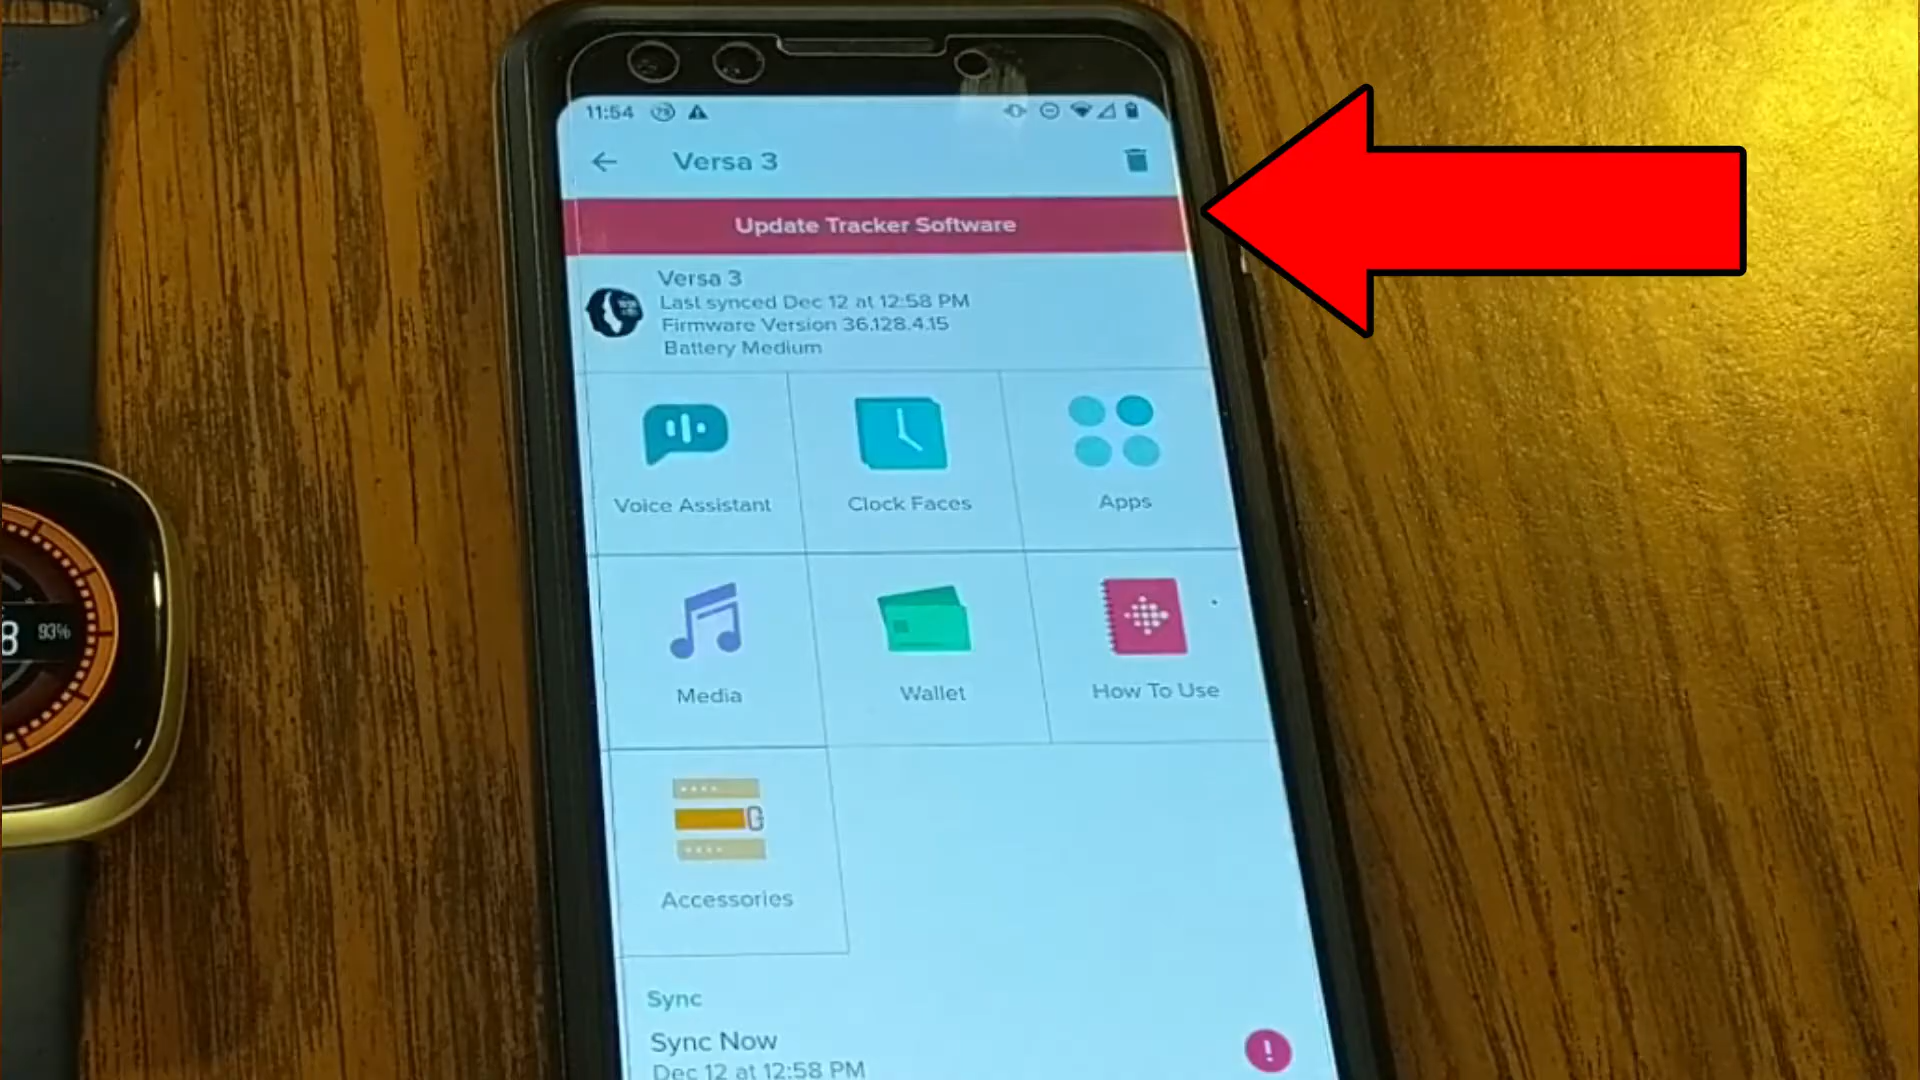 11:54
Versa 3
Update Tracker Software
Versa 3
Last synced Dec 12 at 12:58 PM
Firmware Version 36.128.4.15
Battery Medium
Voice Assistant
Clock Faces
Apps
Media
Wallet
How To Use
Accessories
Sync
Sync Now
Dec 12 at 12:58 PM
8 93%